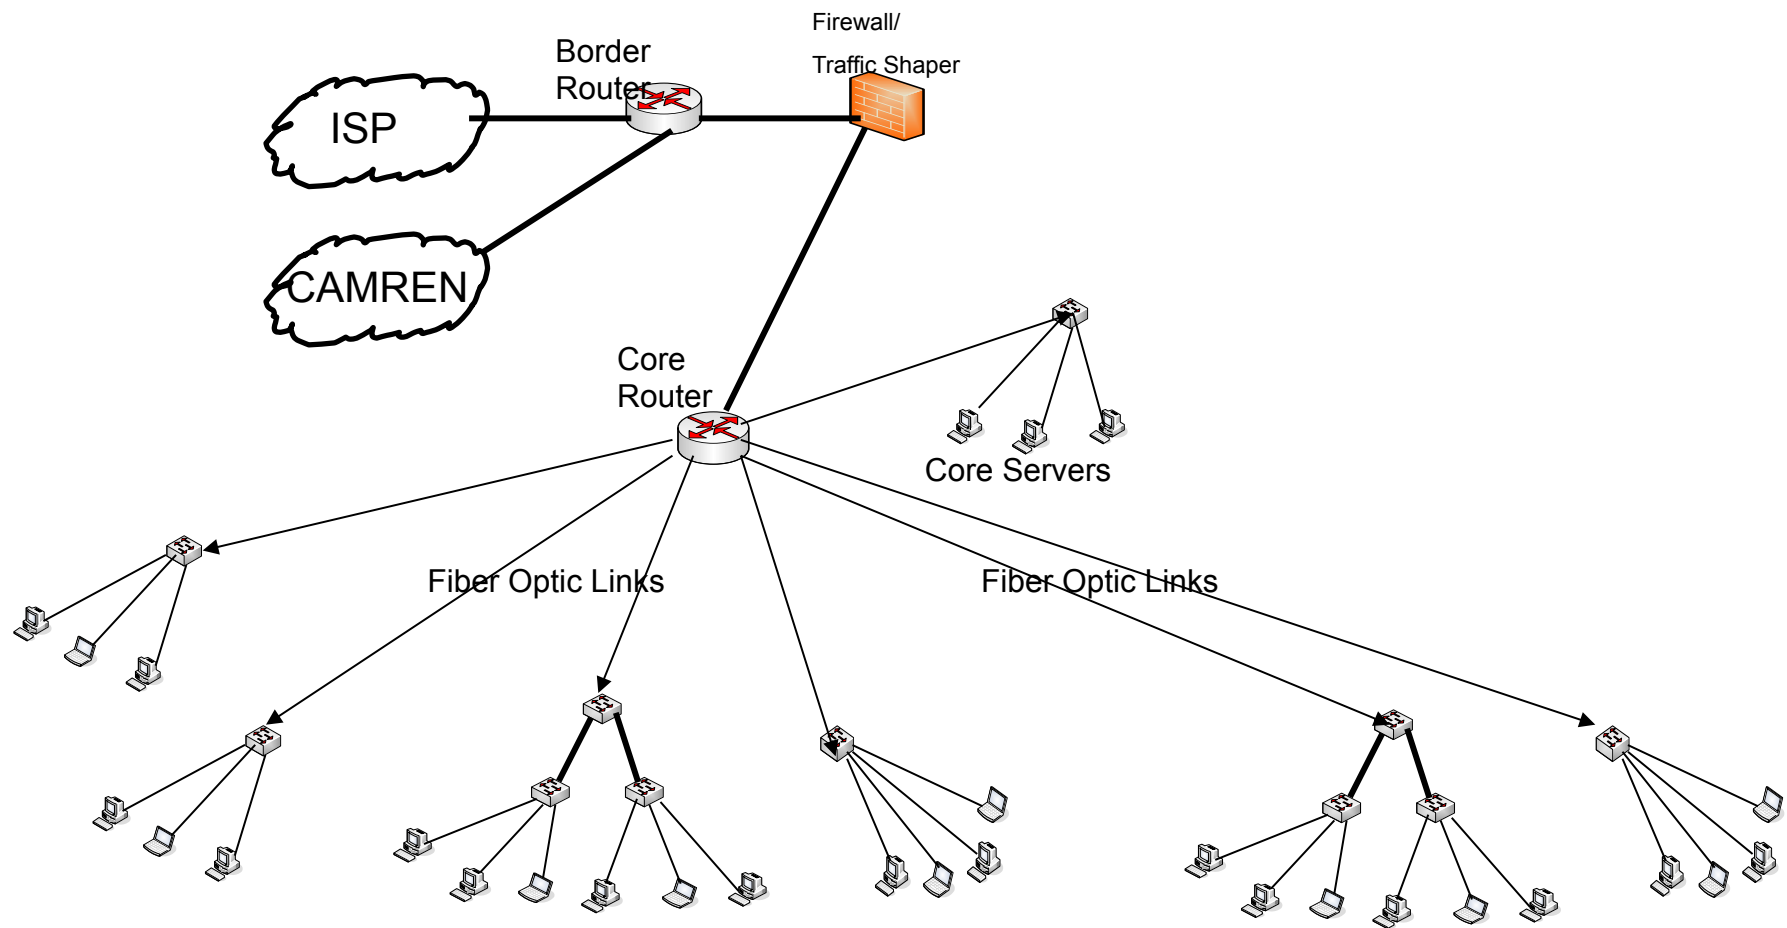 Firewall/
Traffic Shaper
Border
Router
ISP
CAMREN
Core
Router
Core Servers
Fiber Optic Links
Fiber Optic Links